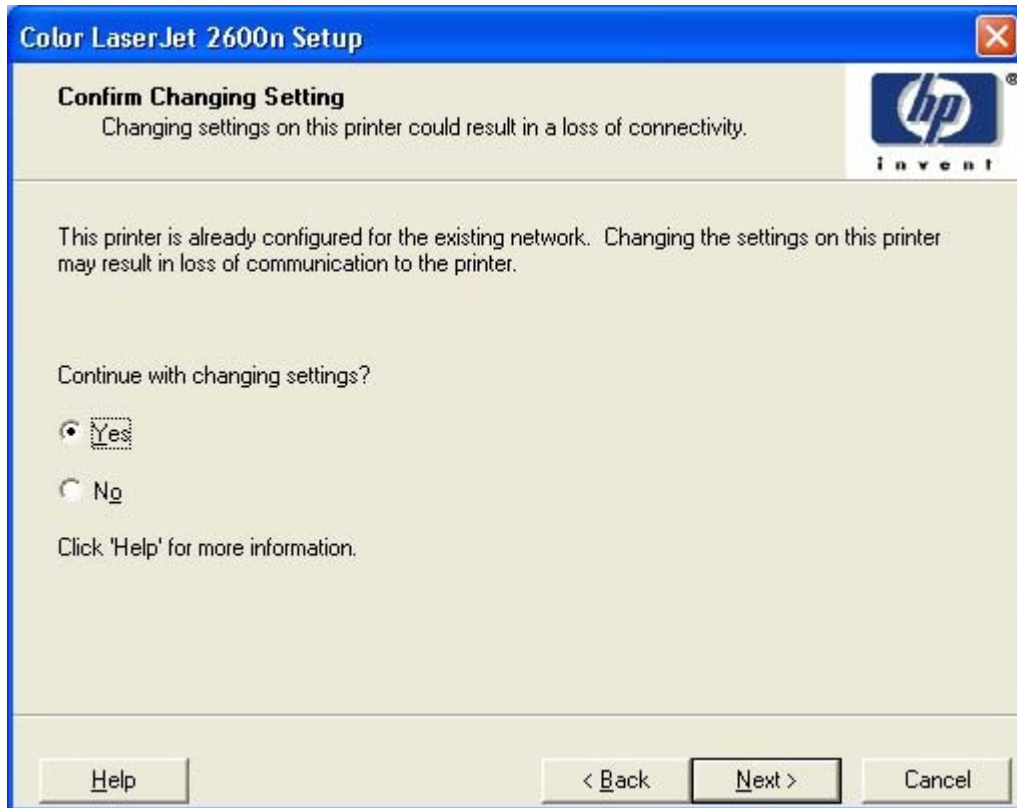 Color LaserJet 2600n Setup
Confirm Changing Setting
Changing settings on this printer could result in a loss of connectivity.
hp
®
invent
This printer is already configured for the existing network. Changing the settings on this printer
may result in loss of communication to the printer.
Continue with changing settings?
Yes
No
Click 'Help' for more information.
Help
< Back
Next >
Cancel